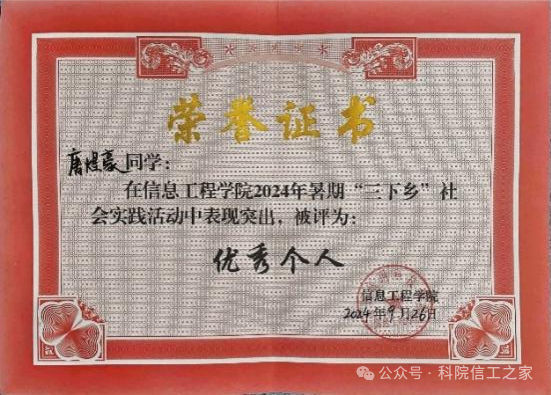 荣誉证书
唐煜豪同学：
在信息工程学院2024年暑期“三下乡”社
会实践活动中表现突出，被评为：
优秀个人
信息工程学院
2024年9月26日
公众号·科院信工之家